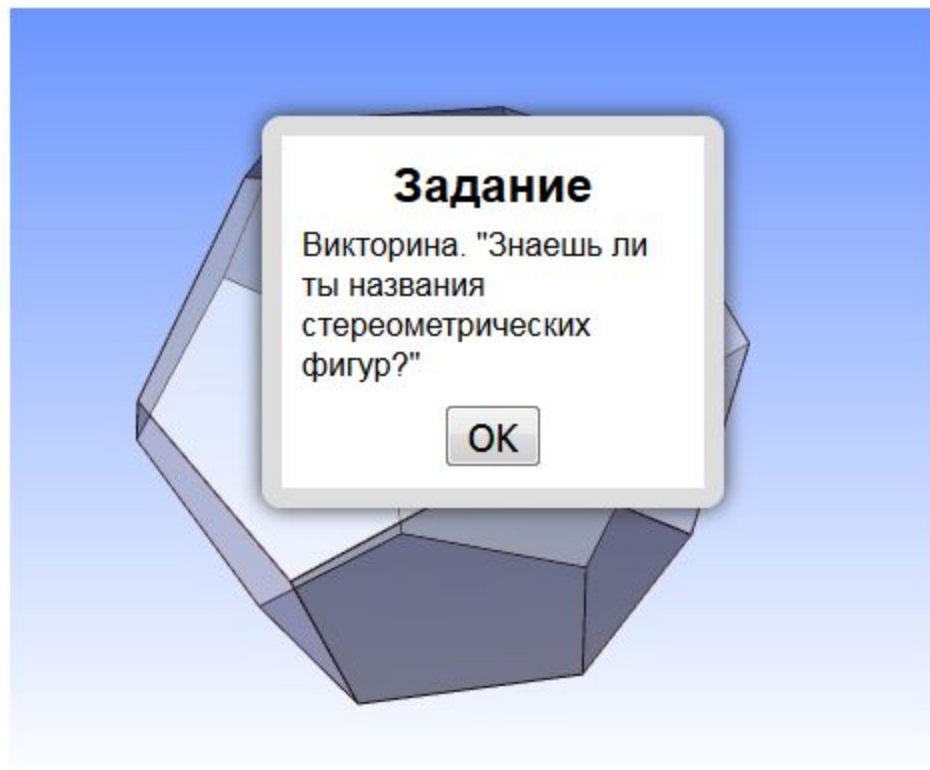 Задание
Викторина. "Знаешь ли
ты названия
стереометрических
фигур?"
OK